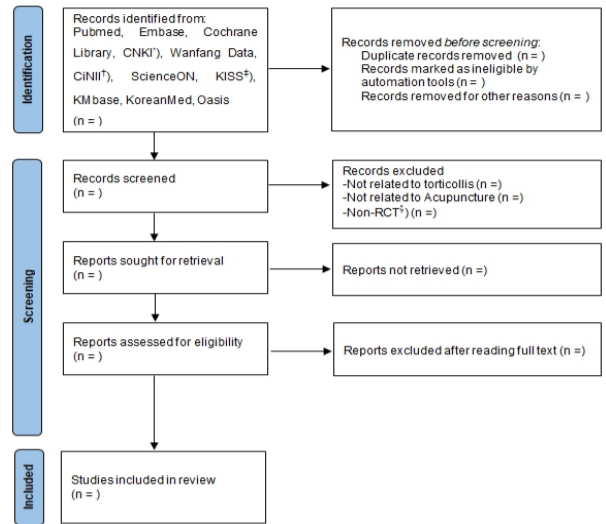 Identification
Records identified from:
Pubmed, Embase, Cochrane
Library, CNKI*), Wanfang Data,
CiNII†), ScienceON, KISS‡),
KMbase, KoreanMed, Oasis
(n = )
Records removed before screening:
Duplicate records removed (n = )
Records marked as ineligible by
automation tools (n = )
Records removed for other reasons (n = )
Screening
Records screened
(n = )
Records excluded
-Not related to torticollis (n =)
-Not related to Acupuncture (n =)
-Non-RCT§) (n =)
Reports sought for retrieval
(n = )
Reports not retrieved (n =)
Reports assessed for eligibility
(n = )
Reports excluded after reading full text (n =)
Included
Studies included in review
(n = )